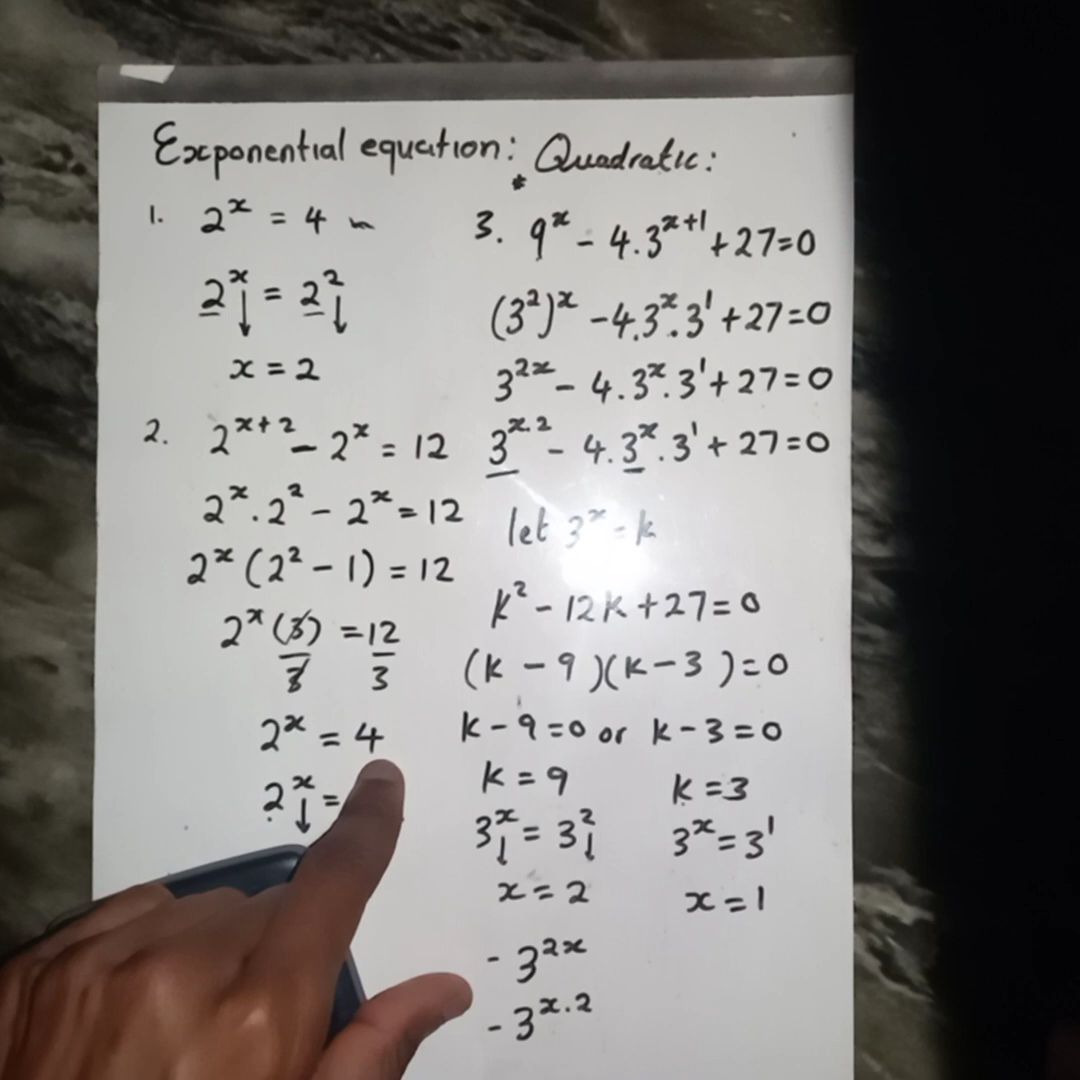 Exponential equation: Quadratic:
1. 2^x = 4
2^x = 2^2
x = 2
2. 2^{x+2} - 2^x = 12
2^x . 2^2 - 2^x = 12
2^x (2^2 - 1) = 12
2^x (3) = 12
3 3
2^x = 4
2^x =
* 3. 9^x - 4.3^{x+1} + 27 = 0
(3^2)^x - 4.3^x.3^1 + 27 = 0
3^{2x} - 4.3^x.3^1 + 27 = 0
3^{x.2} - 4.3^x.3^1 + 27 = 0
let 3^x = k
k^2 - 12k + 27 = 0
(k - 9)(k - 3) = 0
k - 9 = 0 or k - 3 = 0
k = 9 k = 3
3^x = 3^2 3^x = 3^1
x = 2 x = 1
- 3^{2x}
- 3^{x.2}